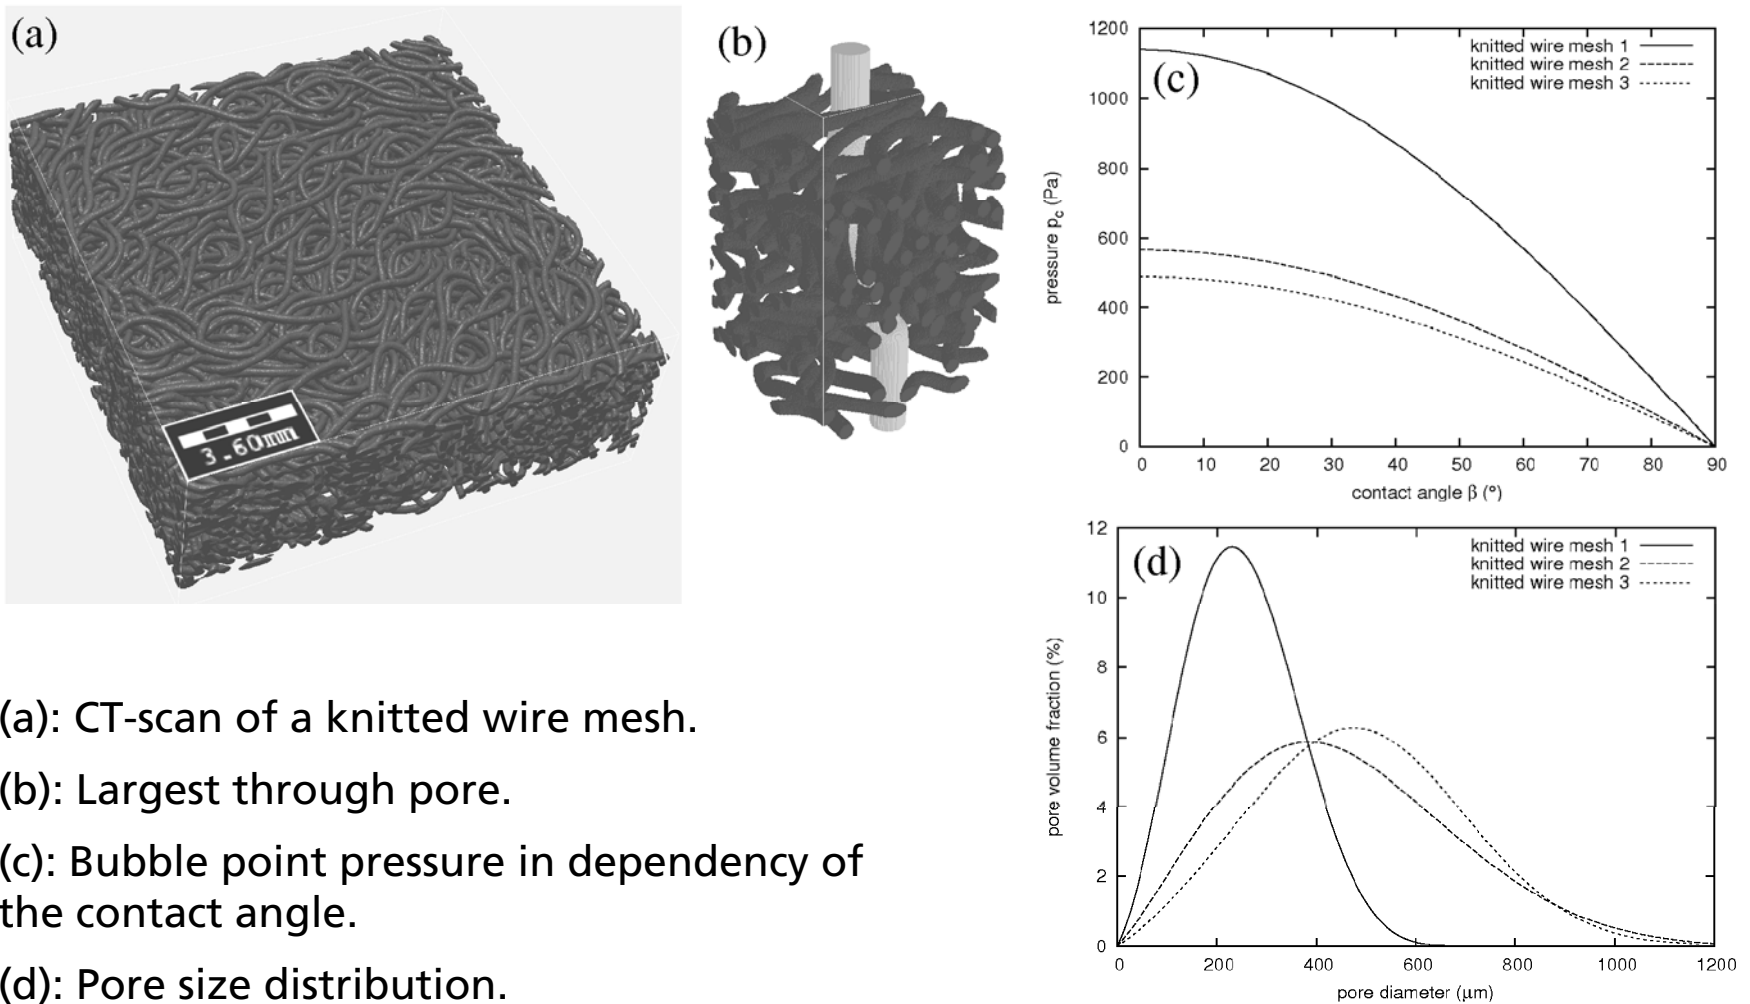 (a)
3.60mm
(b)
(c)
knitted wire mesh 1
knitted wire mesh 2
knitted wire mesh 3
1200
1000
800
600
400
200
0
pressure pc (Pa)
0 10 20 30 40 50 60 70 80 90
contact angle β (°)
(d)
knitted wire mesh 1
knitted wire mesh 2
knitted wire mesh 3
12
10
8
6
4
2
0
pore volume fraction (%)
0 200 400 600 800 1000 1200
pore diameter (µm)
(a): CT-scan of a knitted wire mesh.
(b): Largest through pore.
(c): Bubble point pressure in dependency of
the contact angle.
(d): Pore size distribution.